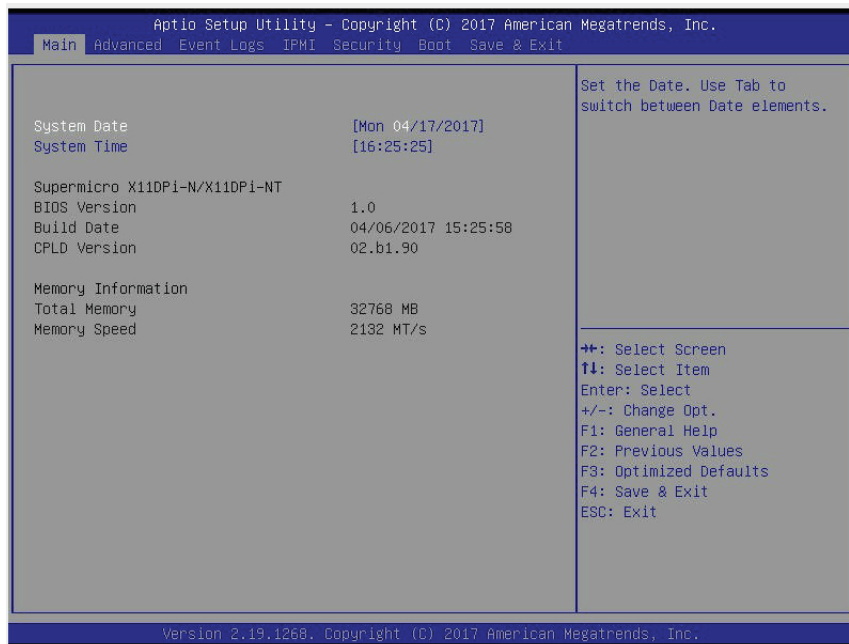 Aptio Setup Utility – Copyright (C) 2017 American Megatrends, Inc.
Main Advanced Event Logs IPMI Security Boot Save & Exit
Set the Date. Use Tab to
switch between Date elements.
System Date [Mon 04/17/2017]
System Time [16:25:25]
Supermicro X11DPi-N/X11DPi-NT
BIOS Version 1.0
Build Date 04/06/2017 15:25:58
CPLD Version 02.b1.90
Memory Information
Total Memory 32768 MB
Memory Speed 2132 MT/s
→←: Select Screen
↑↓: Select Item
Enter: Select
+/-: Change Opt.
F1: General Help
F2: Previous Values
F3: Optimized Defaults
F4: Save & Exit
ESC: Exit
Version 2.19.1268. Copyright (C) 2017 American Megatrends, Inc.